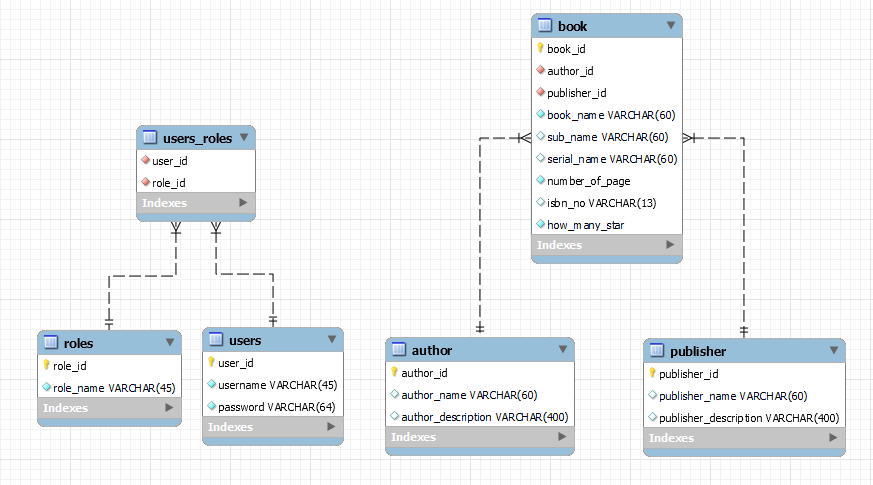 book
book_id
author_id
publisher_id
book_name VARCHAR(60)
sub_name VARCHAR(60)
serial_name VARCHAR(60)
number_of_page
isbn_no VARCHAR(13)
how_many_star
Indexes
users_roles
user_id
role_id
Indexes
roles
role_id
role_name VARCHAR(45)
Indexes
users
user_id
username VARCHAR(45)
password VARCHAR(64)
Indexes
author
author_id
author_name VARCHAR(60)
author_description VARCHAR(400)
Indexes
publisher
publisher_id
publisher_name VARCHAR(60)
publisher_description VARCHAR(400)
Indexes